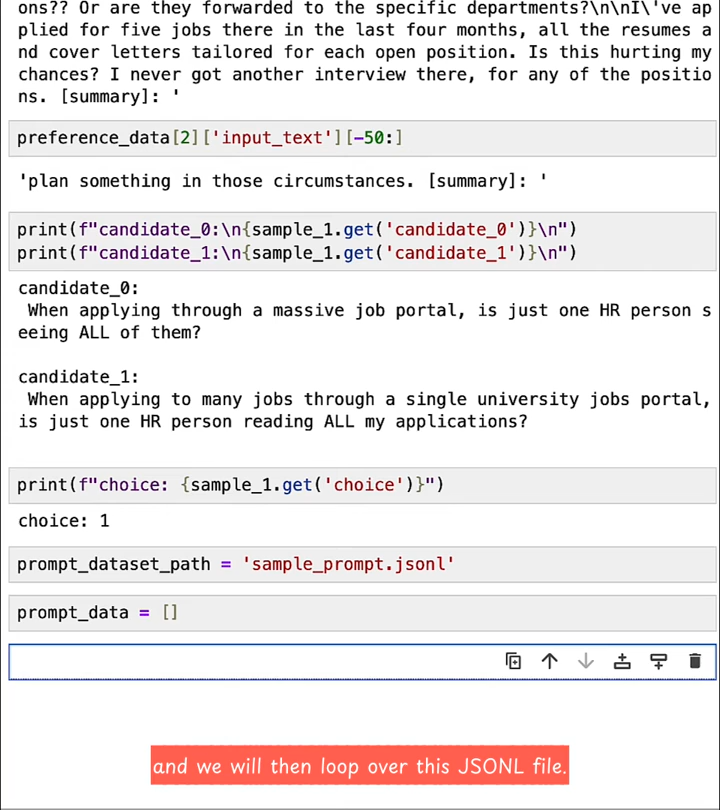 ons?? Or are they forwarded to the specific departments?\n\nI\'ve ap
plied for five jobs there in the last four months, all the resumes a
nd cover letters tailored for each open position. Is this hurting my
chances? I never got another interview there, for any of the positio
ns. [summary]: '
preference_data[2]['input_text'][-50:]
'plan something in those circumstances. [summary]: '
print(f"candidate_0:\n{sample_1.get('candidate_0')}\n")
print(f"candidate_1:\n{sample_1.get('candidate_1')}\n")
candidate_0:
When applying through a massive job portal, is just one HR person s
eeing ALL of them?
candidate_1:
When applying to many jobs through a single university jobs portal,
is just one HR person reading ALL my applications?
print(f"choice: {sample_1.get('choice')}")
choice: 1
prompt_dataset_path = 'sample_prompt.jsonl'
prompt_data = []
and we will then loop over this JSONL file.